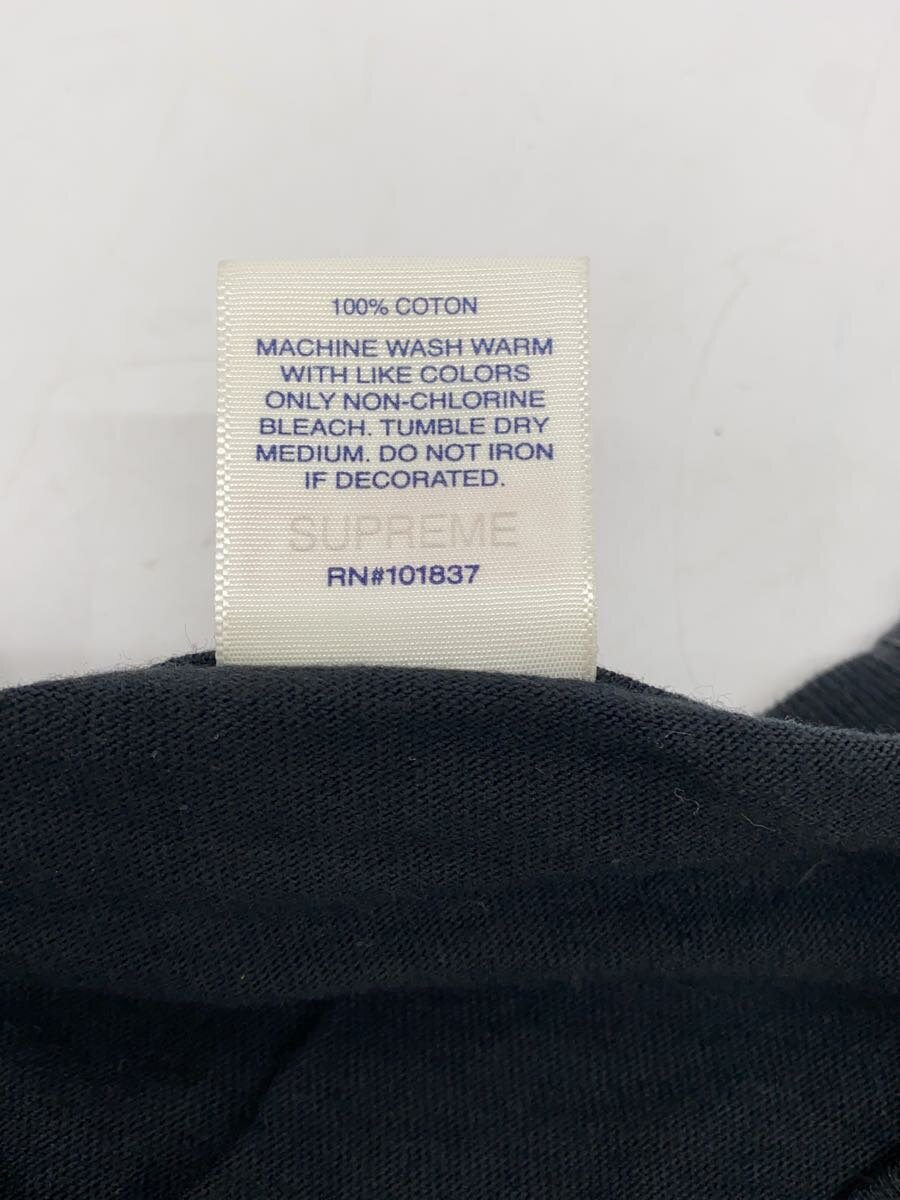 100% COTON
MACHINE WASH WARM
WITH LIKE COLORS
ONLY NON-CHLORINE
BLEACH. TUMBLE DRY
MEDIUM. DO NOT IRON
IF DECORATED.
SUPREME
RN#101837